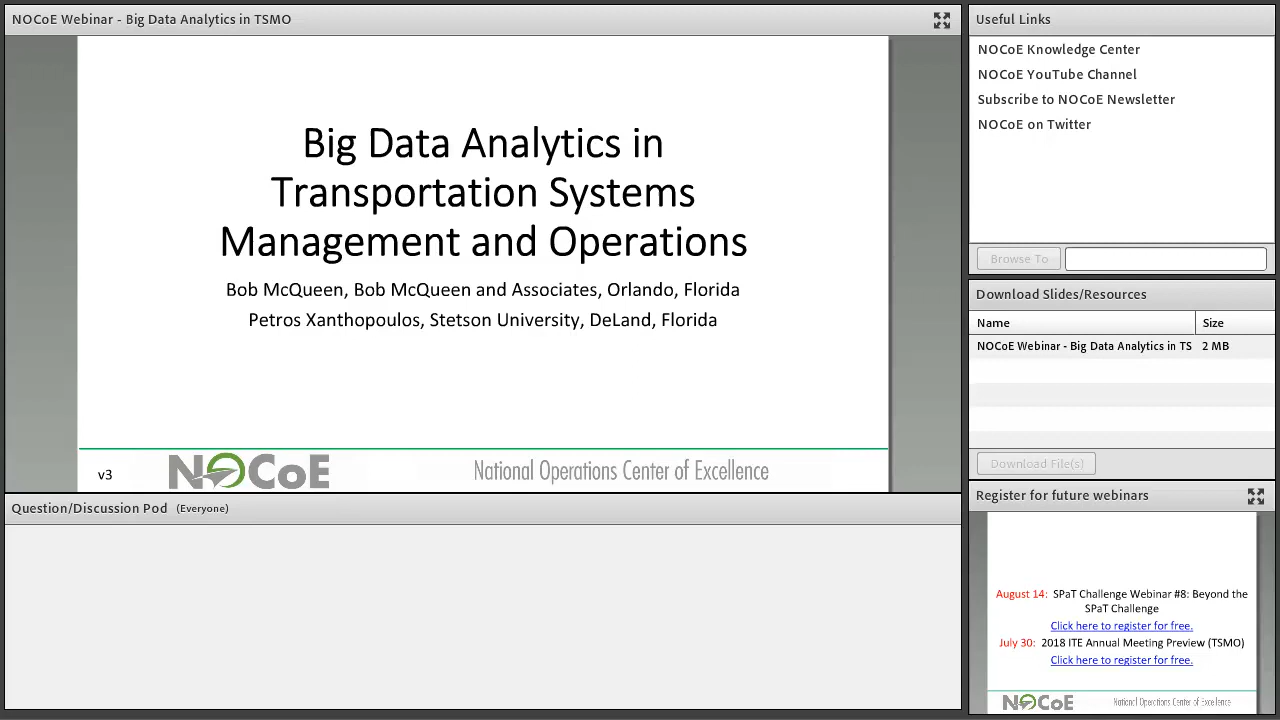 NOCoE Webinar - Big Data Analytics in TSMO
Big Data Analytics in
Transportation Systems
Management and Operations
Bob McQueen, Bob McQueen and Associates, Orlando, Florida
Petros Xanthopoulos, Stetson University, DeLand, Florida
v3
NOCoE
National Operations Center of Excellence
Question/Discussion Pod (Everyone)
Useful Links
NOCoE Knowledge Center
NOCoE YouTube Channel
Subscribe to NOCoE Newsletter
NOCoE on Twitter
Browse To
Download Slides/Resources
Name Size
NOCoE Webinar - Big Data Analytics in TS 2 MB
Download File(s)
Register for future webinars
August 14: SPaT Challenge Webinar #8: Beyond the
SPaT Challenge
Click here to register for free.
July 30: 2018 ITE Annual Meeting Preview (TSMO)
Click here to register for free.
NOCoE
National Operations Center of Excellence